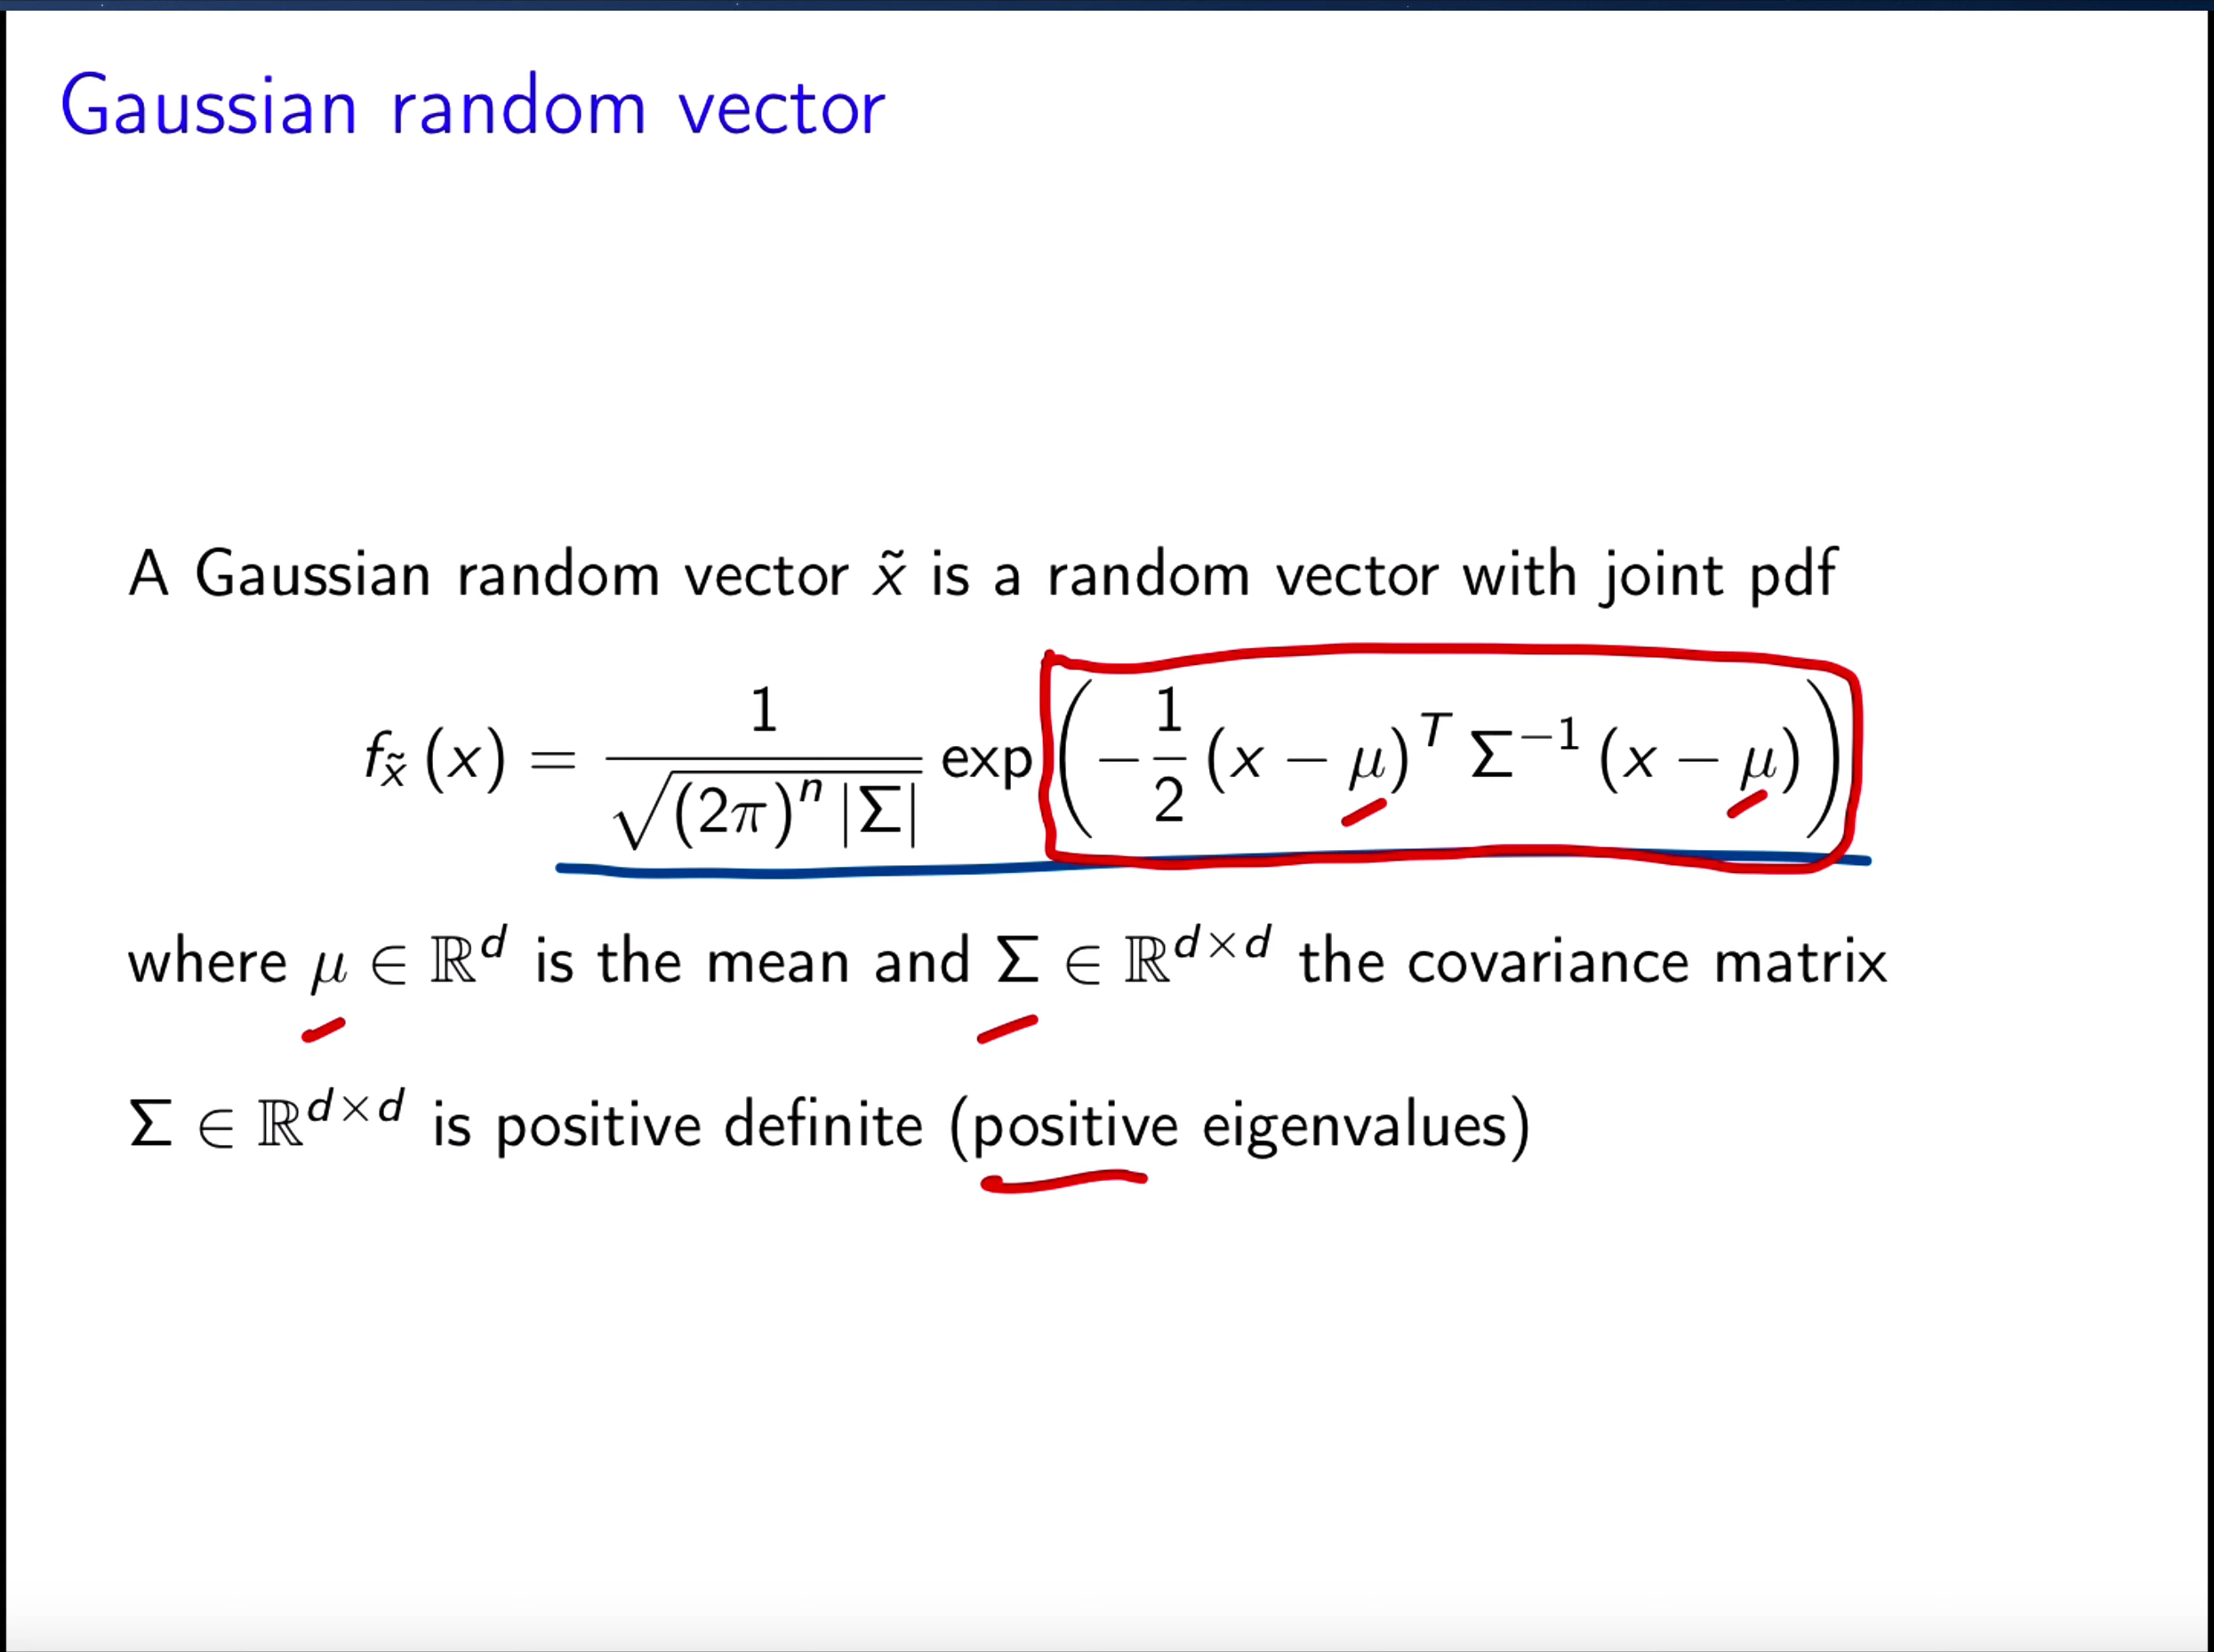 Gaussian random vector
A Gaussian random vector x̃ is a random vector with joint pdf
f_x̃ (x) = 1 / √((2π)^n |Σ|) exp (−1/2 (x − μ)^T Σ^−1 (x − μ))
where μ ∈ ℝ^d is the mean and Σ ∈ ℝ^d×d the covariance matrix
Σ ∈ ℝ^d×d is positive definite (positive eigenvalues)